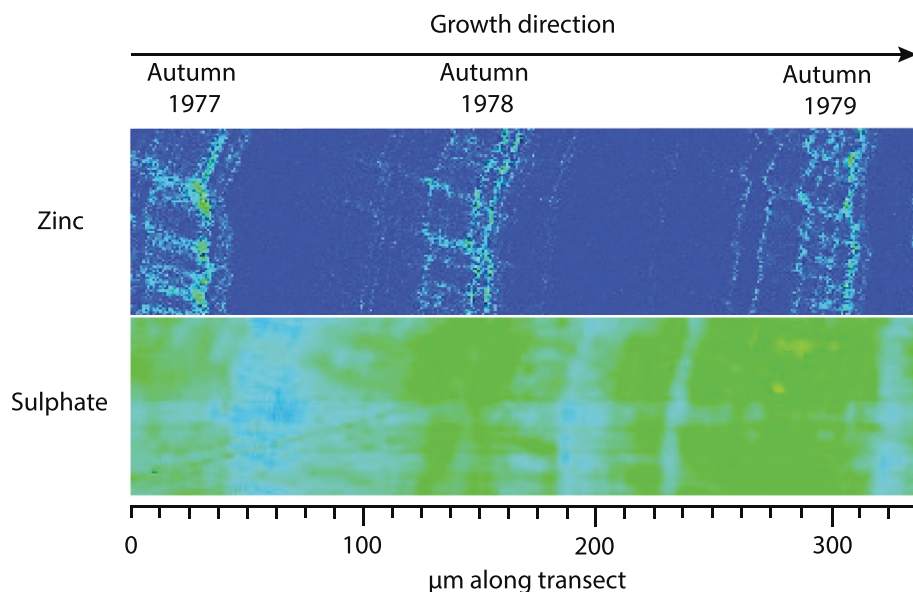 Growth direction
Autumn
1977
Autumn
1978
Autumn
1979
Zinc
Sulphate
0
100
200
300
µm along transect